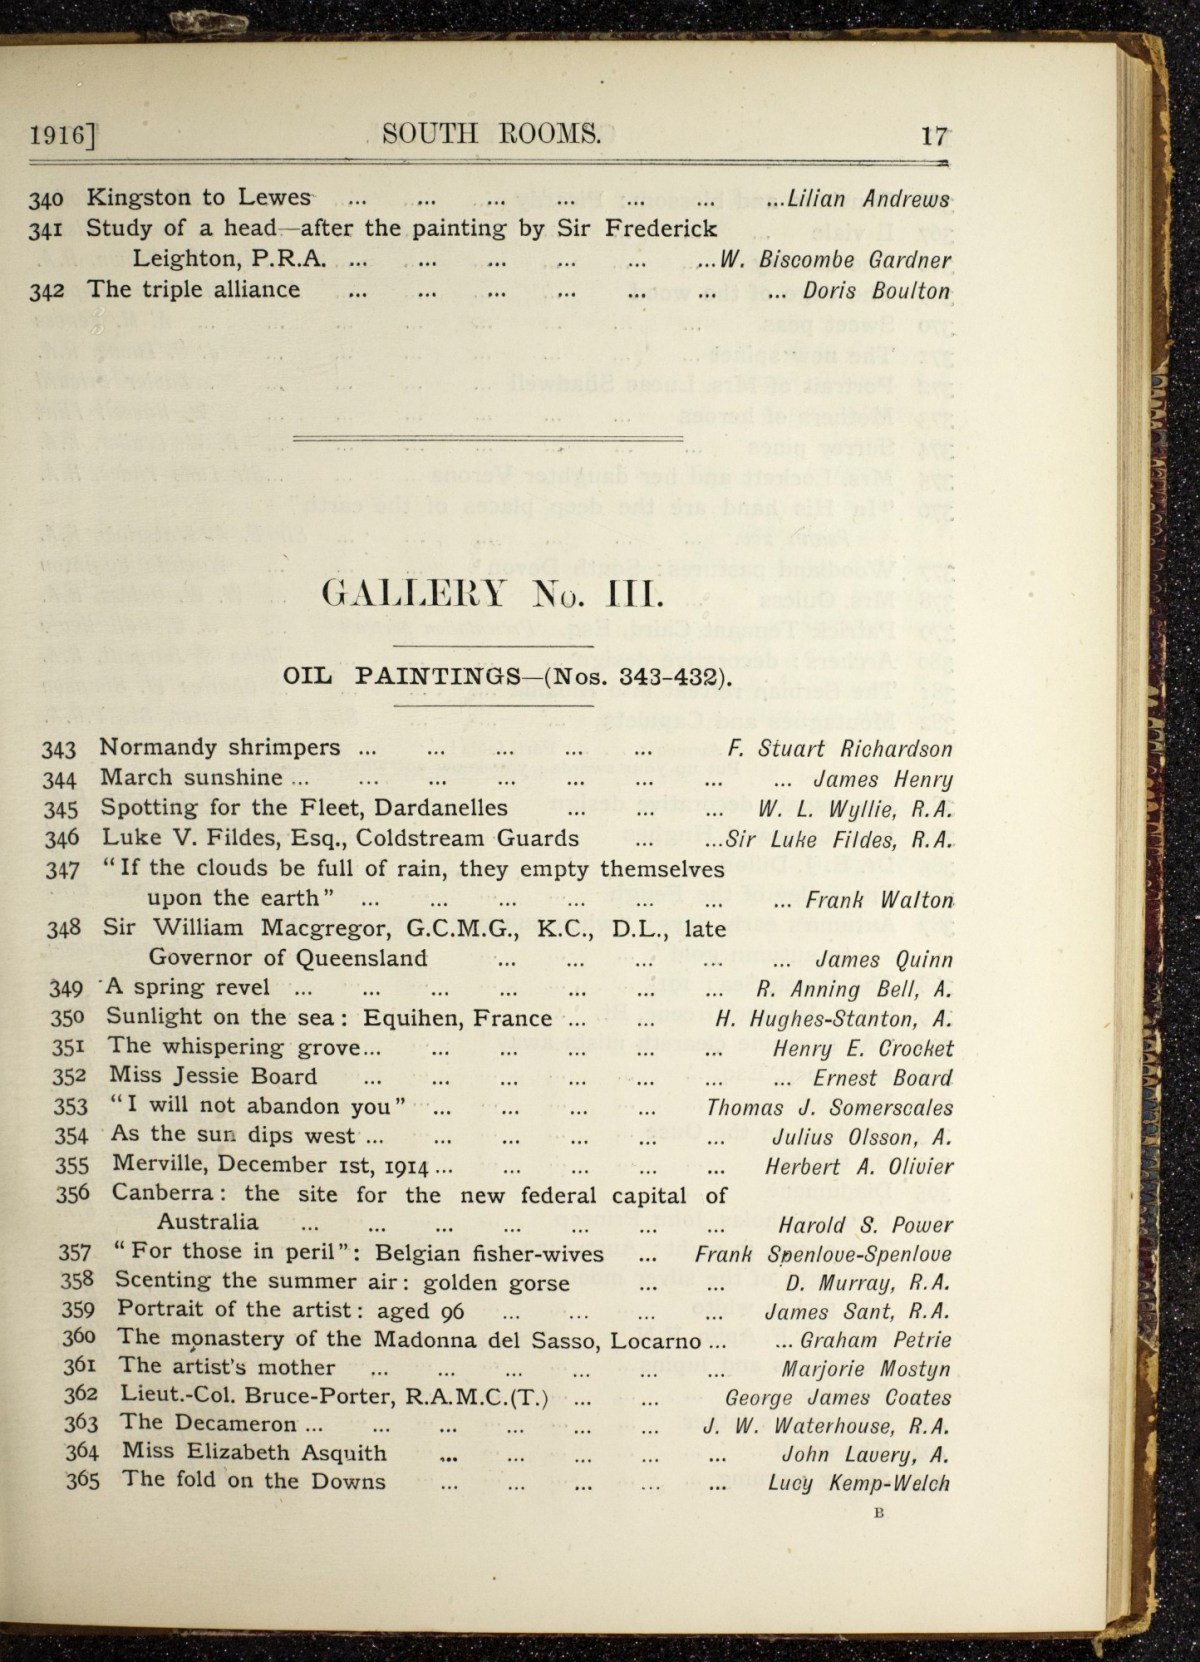 1916] SOUTH ROOMS. 17
340 Kingston to Lewes ... ... ... ... ... ... ...Lilian Andrews
341 Study of a head—after the painting by Sir Frederick
Leighton, P.R.A. ... ... ... ... ... ...W. Biscombe Gardner
342 The triple alliance ... ... ... ... ... ... ... Doris Boulton
GALLERY No. III.
OIL PAINTINGS—(Nos. 343-432).
343 Normandy shrimpers ... ... ... ... ... F. Stuart Richardson
344 March sunshine ... ... ... ... ... ... ... ... James Henry
345 Spotting for the Fleet, Dardanelles ... ... ... W. L. Wyllie, R.A.
346 Luke V. Fildes, Esq., Coldstream Guards ... ...Sir Luke Fildes, R.A.
347 “If the clouds be full of rain, they empty themselves
upon the earth” ... ... ... ... ... ... ... Frank Walton
348 Sir William Macgregor, G.C.M.G., K.C., D.L., late
Governor of Queensland ... ... ... ... ... James Quinn
349 A spring revel ... ... ... ... ... ... ... R. Anning Bell, A.
350 Sunlight on the sea: Equihen, France ... ... H. Hughes-Stanton, A.
351 The whispering grove... ... ... ... ... ... Henry E. Crocket
352 Miss Jessie Board ... ... ... ... ... ... ... Ernest Board
353 “I will not abandon you” ... ... ... ... Thomas J. Somerscales
354 As the sun dips west ... ... ... ... ... ... Julius Olsson, A.
355 Merville, December 1st, 1914 ... ... ... ... ... Herbert A. Olivier
356 Canberra: the site for the new federal capital of
Australia ... ... ... ... ... ... ... Harold S. Power
357 “For those in peril”: Belgian fisher-wives ... Frank Spenlove-Spenlove
358 Scenting the summer air: golden gorse ... ... D. Murray, R.A.
359 Portrait of the artist: aged 96 ... ... ... ... James Sant, R.A.
360 The monastery of the Madonna del Sasso, Locarno ... ... Graham Petrie
361 The artist's mother ... ... ... ... ... ... Marjorie Mostyn
362 Lieut.-Col. Bruce-Porter, R.A.M.C.(T.) ... ... George James Coates
363 The Decameron ... ... ... ... ... ... J. W. Waterhouse, R.A.
364 Miss Elizabeth Asquith ... ... ... ... ... John Lavery, A.
365 The fold on the Downs ... ... ... ... ... Lucy Kemp-Welch
B